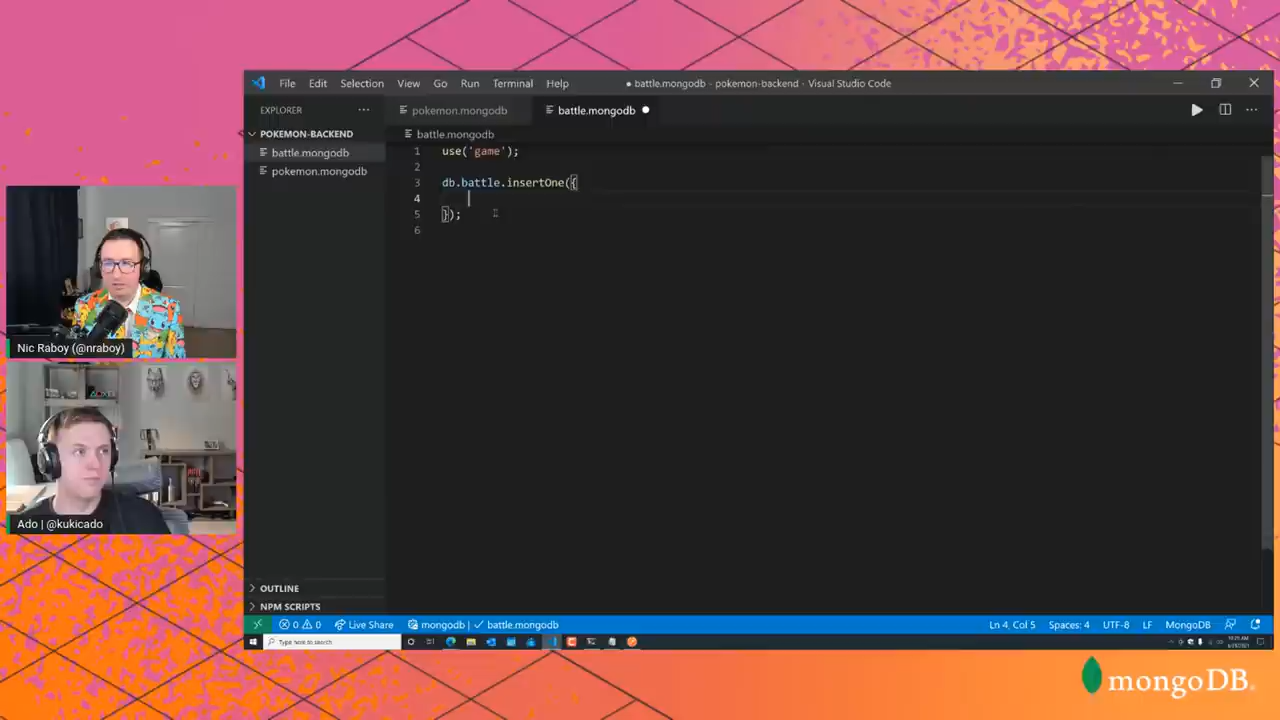 File Edit Selection View Go Run Terminal Help
● battle.mongodb - pokemon-backend - Visual Studio Code
EXPLORER
pokemon.mongodb
battle.mongodb
POKEMON-BACKEND
battle.mongodb
pokemon.mongodb
battle.mongodb
1 use('game');
2
3 db.battle.insertOne({
4
5 });
6
Nic Raboy (@nraboy)
Ado | @kukicado
OUTLINE
NPM SCRIPTS
0 0 Live Share mongodb | battle.mongodb
Ln 4, Col 5 Spaces: 4 UTF-8 LF MongoDB
Type here to search
mongoDB.